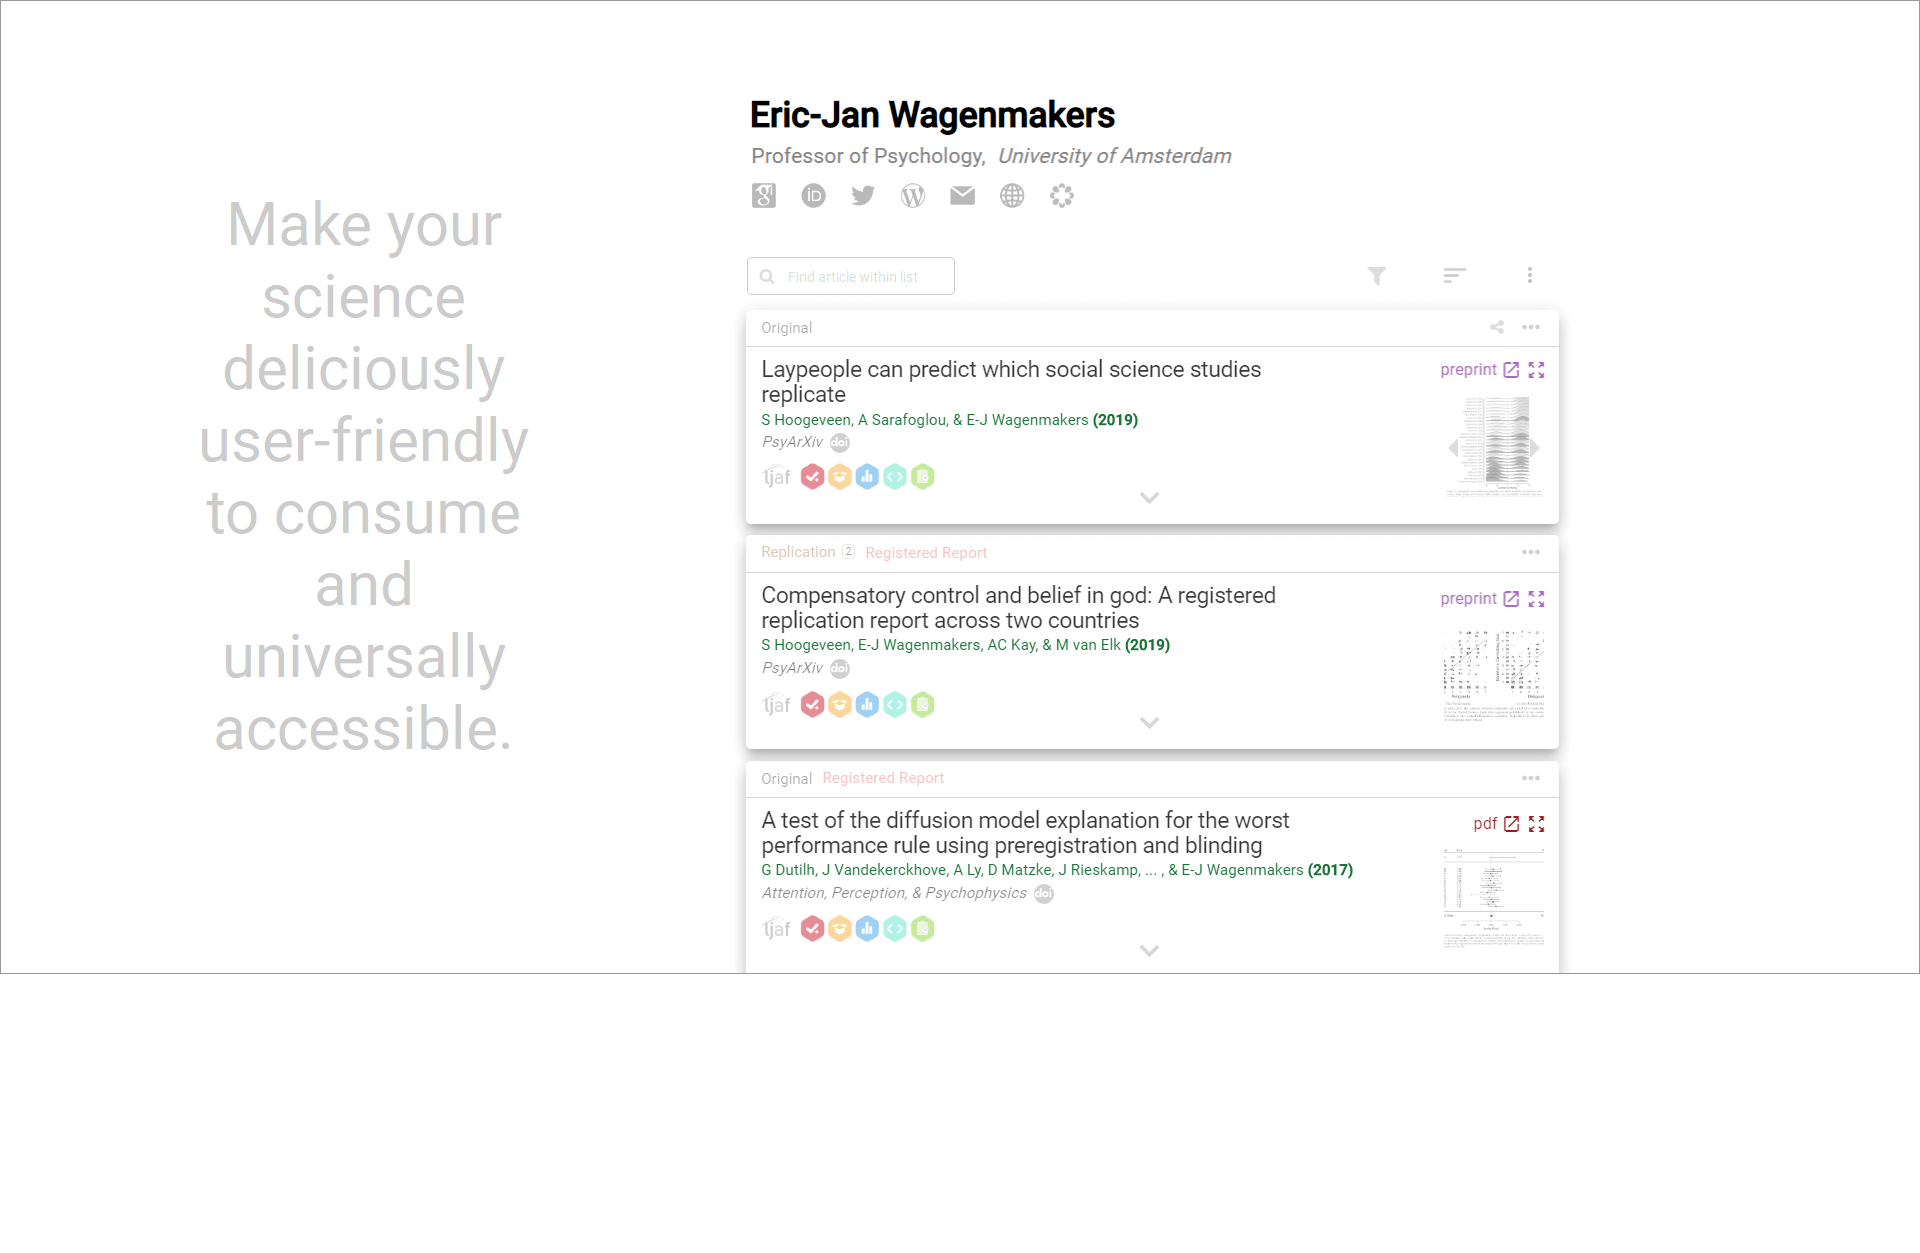 Make your
science
deliciously
user-friendly
to consume
and
universally
accessible.
Eric-Jan Wagenmakers
Professor of Psychology, University of Amsterdam
Find article within list
Original
Laypeople can predict which social science studies
replicate
preprint
S Hoogeveen, A Sarafoglou, & E-J Wagenmakers (2019)
PsyArXiv doi
ljaf
Replication 2 Registered Report
Compensatory control and belief in god: A registered
replication report across two countries
preprint
S Hoogeveen, E-J Wagenmakers, AC Kay, & M van Elk (2019)
PsyArXiv doi
ljaf
Original Registered Report
A test of the diffusion model explanation for the worst
performance rule using preregistration and blinding
pdf
G Dutilh, J Vandekerckhove, A Ly, D Matzke, J Rieskamp, ... , & E-J Wagenmakers (2017)
Attention, Perception, & Psychophysics doi
ljaf